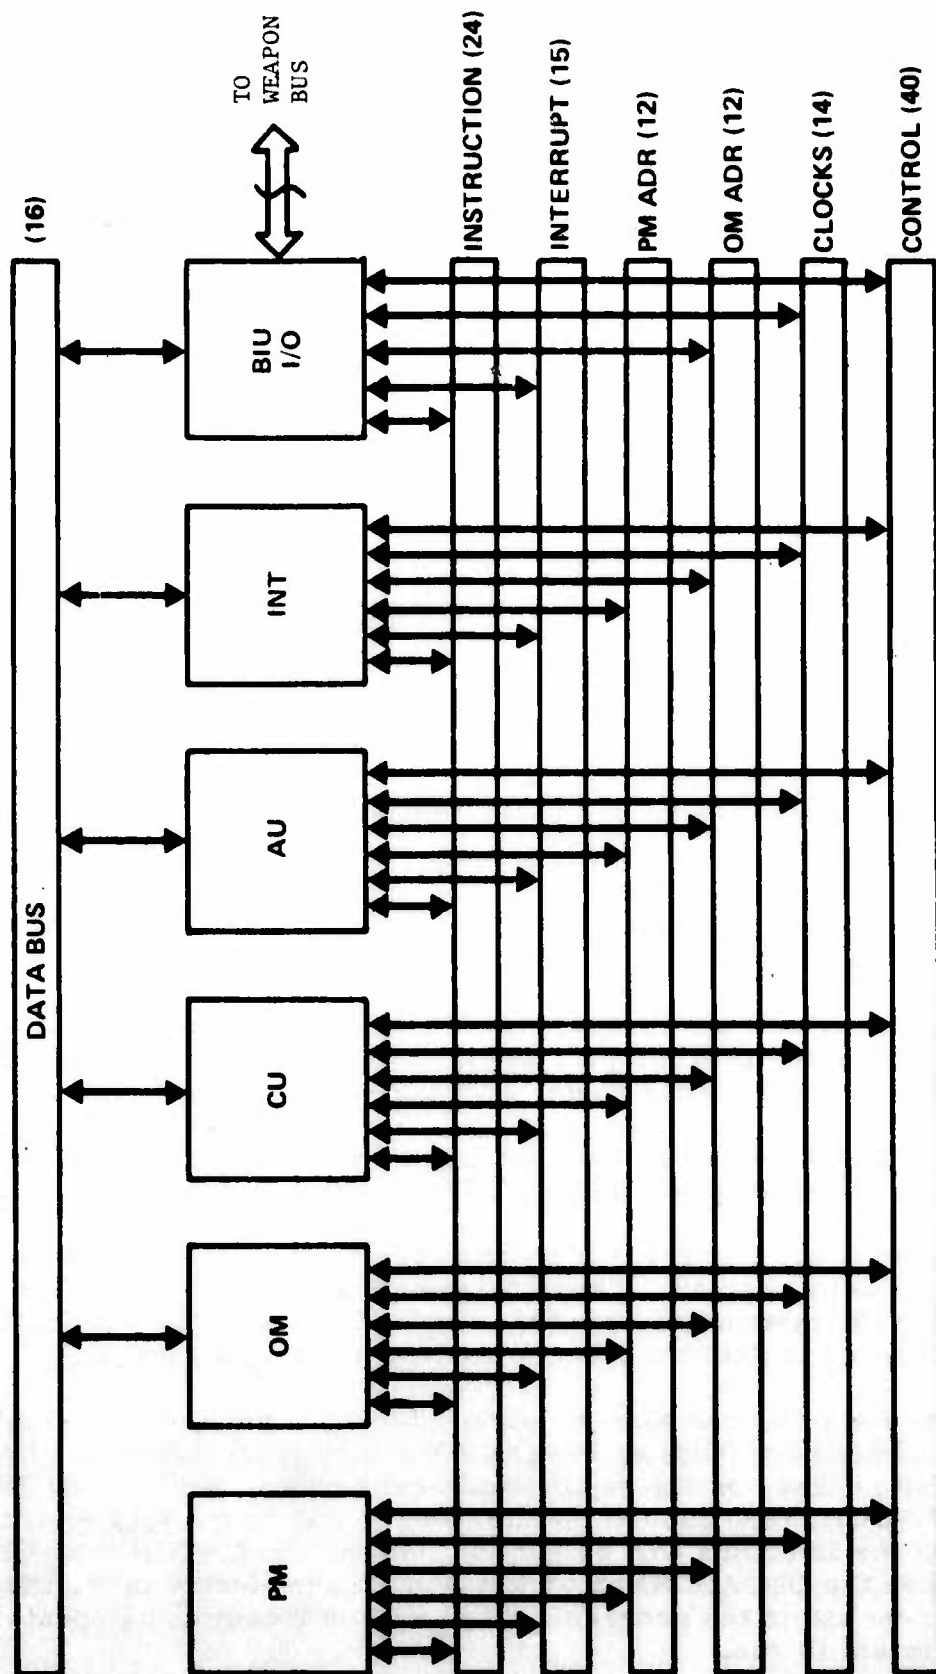 DATA BUS
(16)
PM
OM
CU
AU
INT
BIU
I/O
TO
WEAPON
BUS
INSTRUCTION (24)
INTERRUPT (15)
PM ADR (12)
OM ADR (12)
CLOCKS (14)
CONTROL (40)